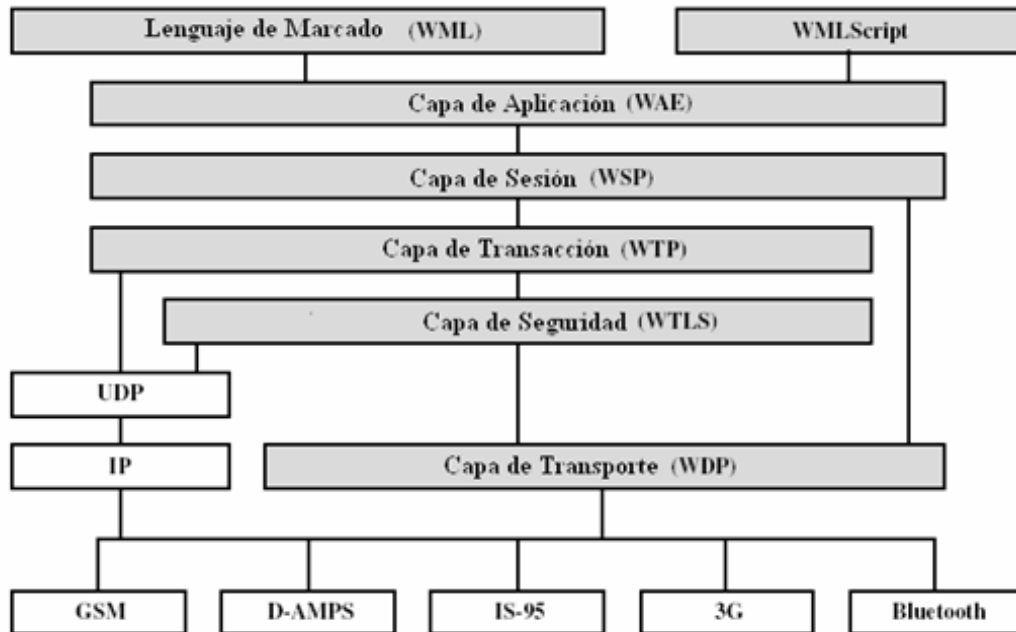 Lenguaje de Marcado (WML)
WMLScript
Capa de Aplicación (WAE)
Capa de Sesión (WSP)
Capa de Transacción (WTP)
Capa de Seguridad (WTLS)
UDP
IP
Capa de Transporte (WDP)
GSM
D-AMPS
IS-95
3G
Bluetooth